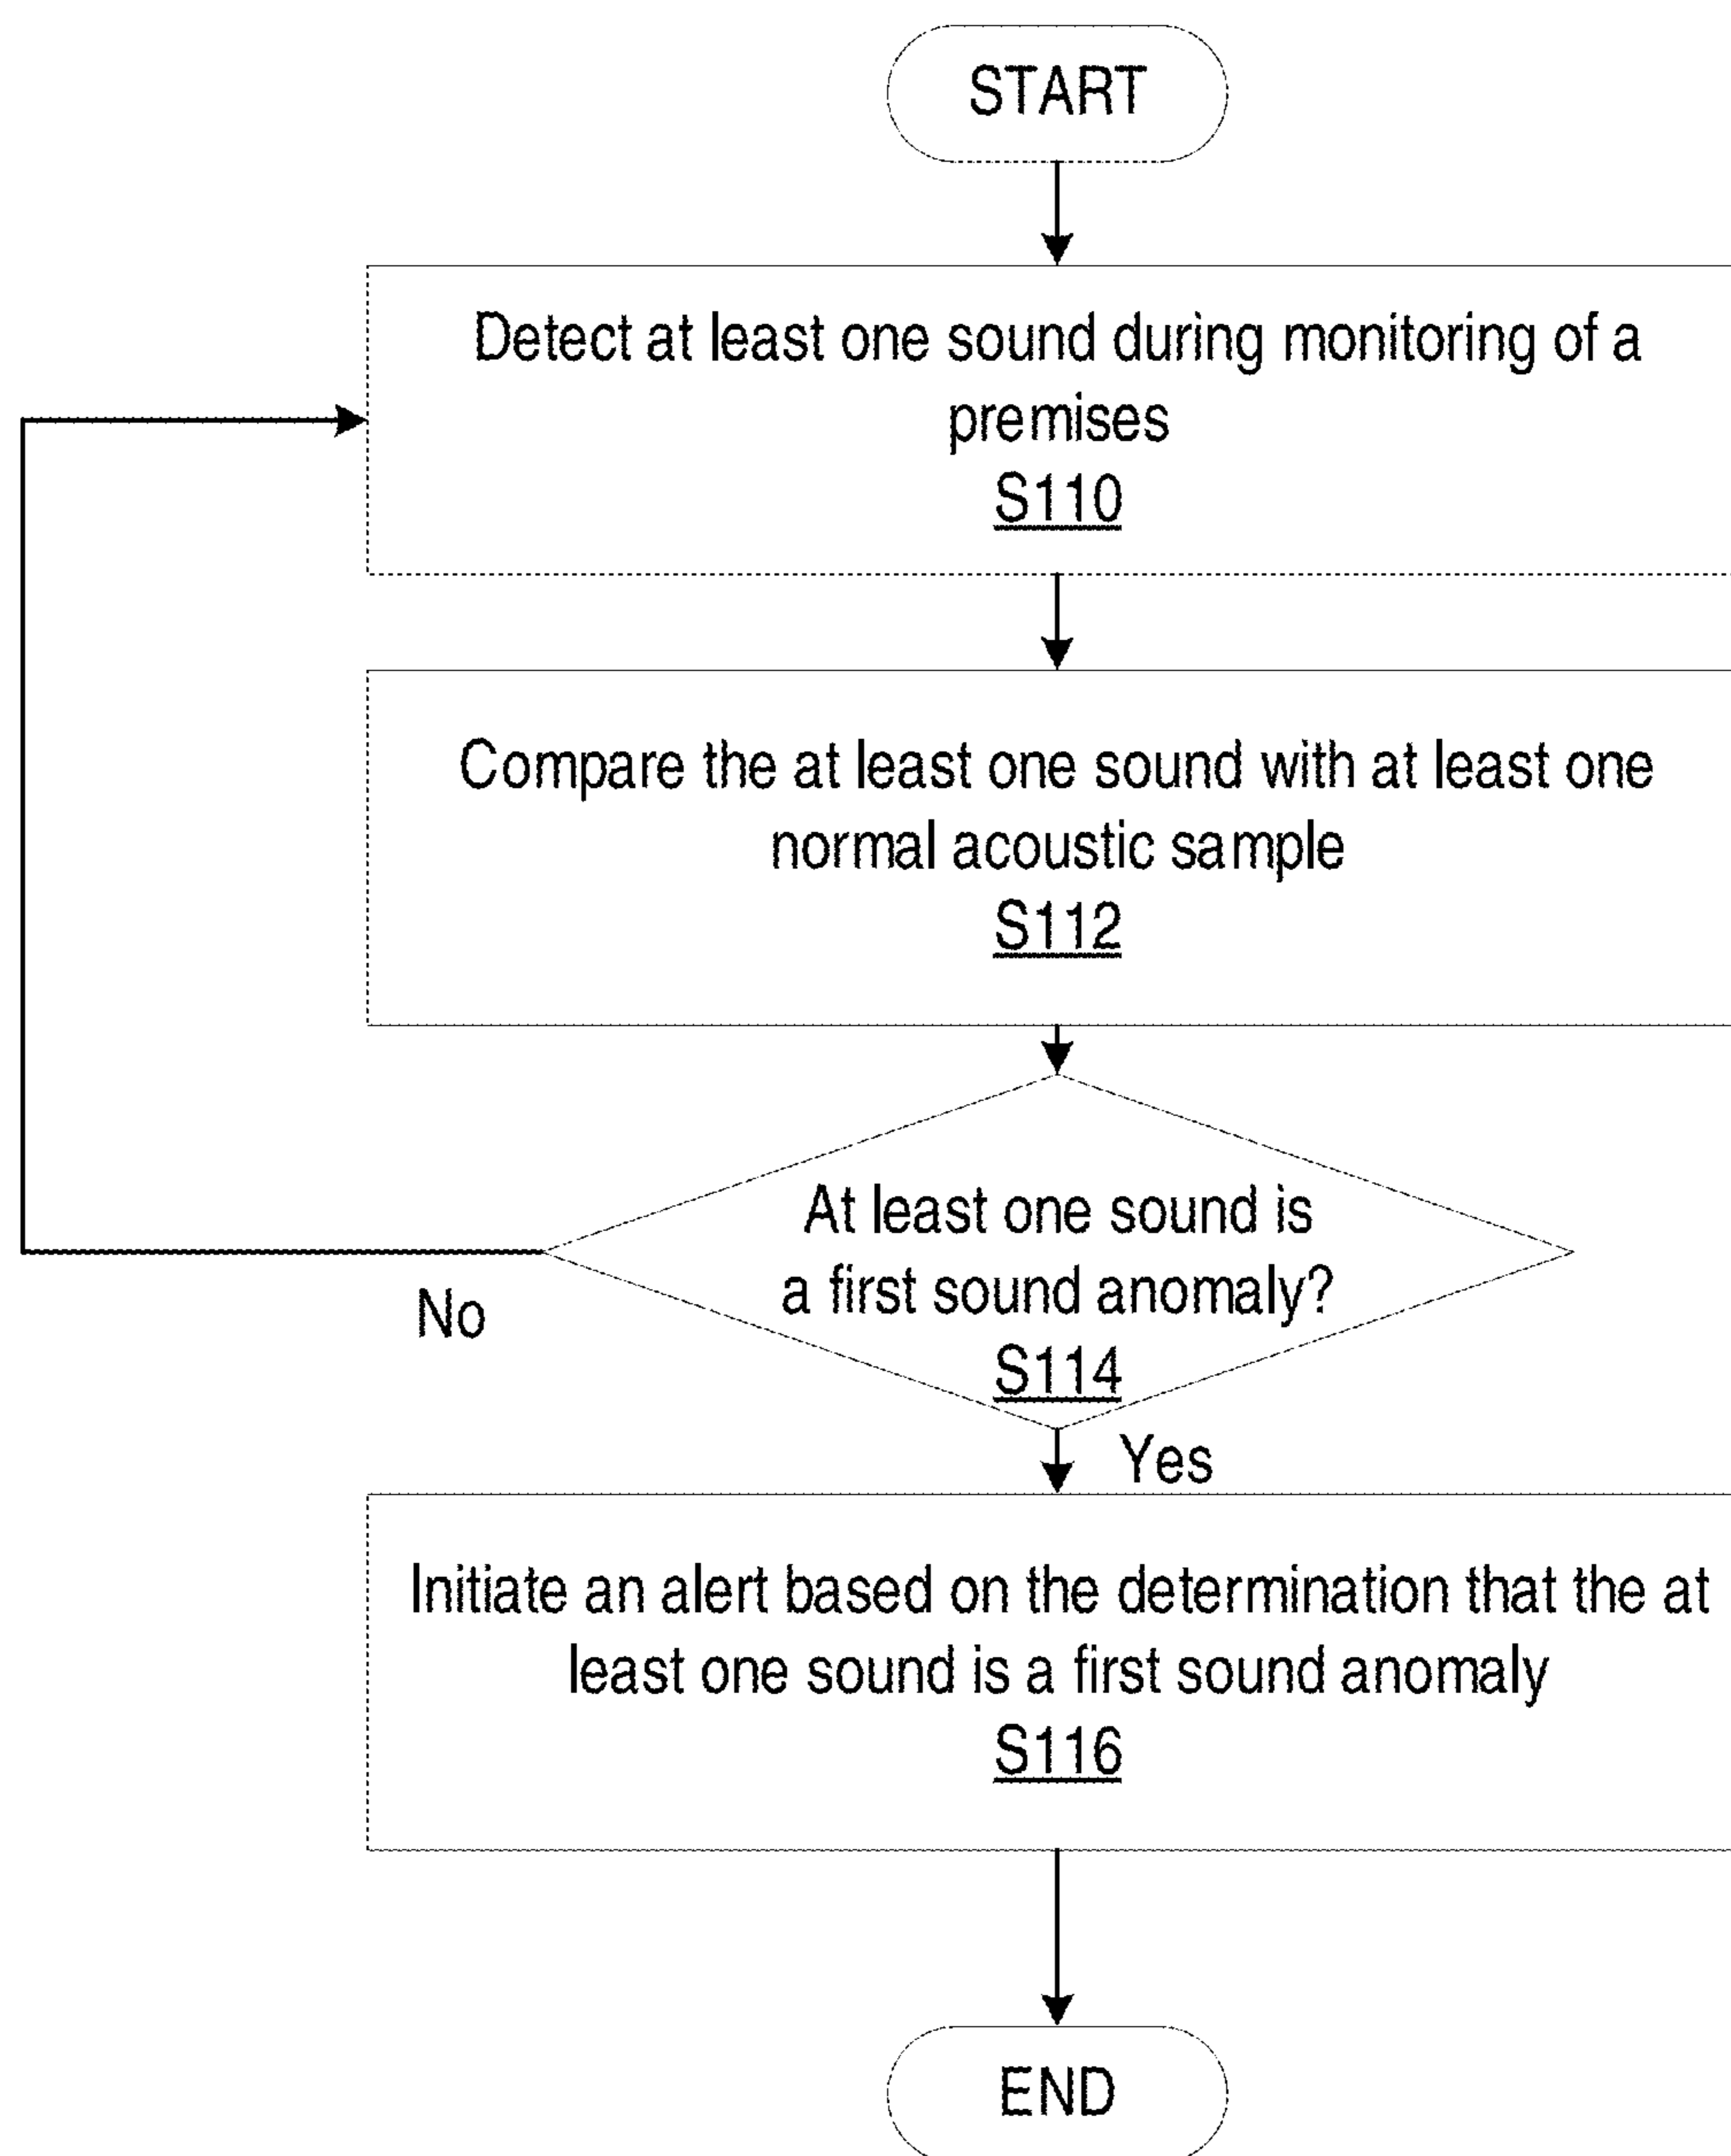 START
Detect at least one sound during monitoring of a
premises
S110
Compare the at least one sound with at least one
normal acoustic sample
S112
At least one sound is
a first sound anomaly?
S114
No
Yes
Initiate an alert based on the determination that the at
least one sound is a first sound anomaly
S116
END